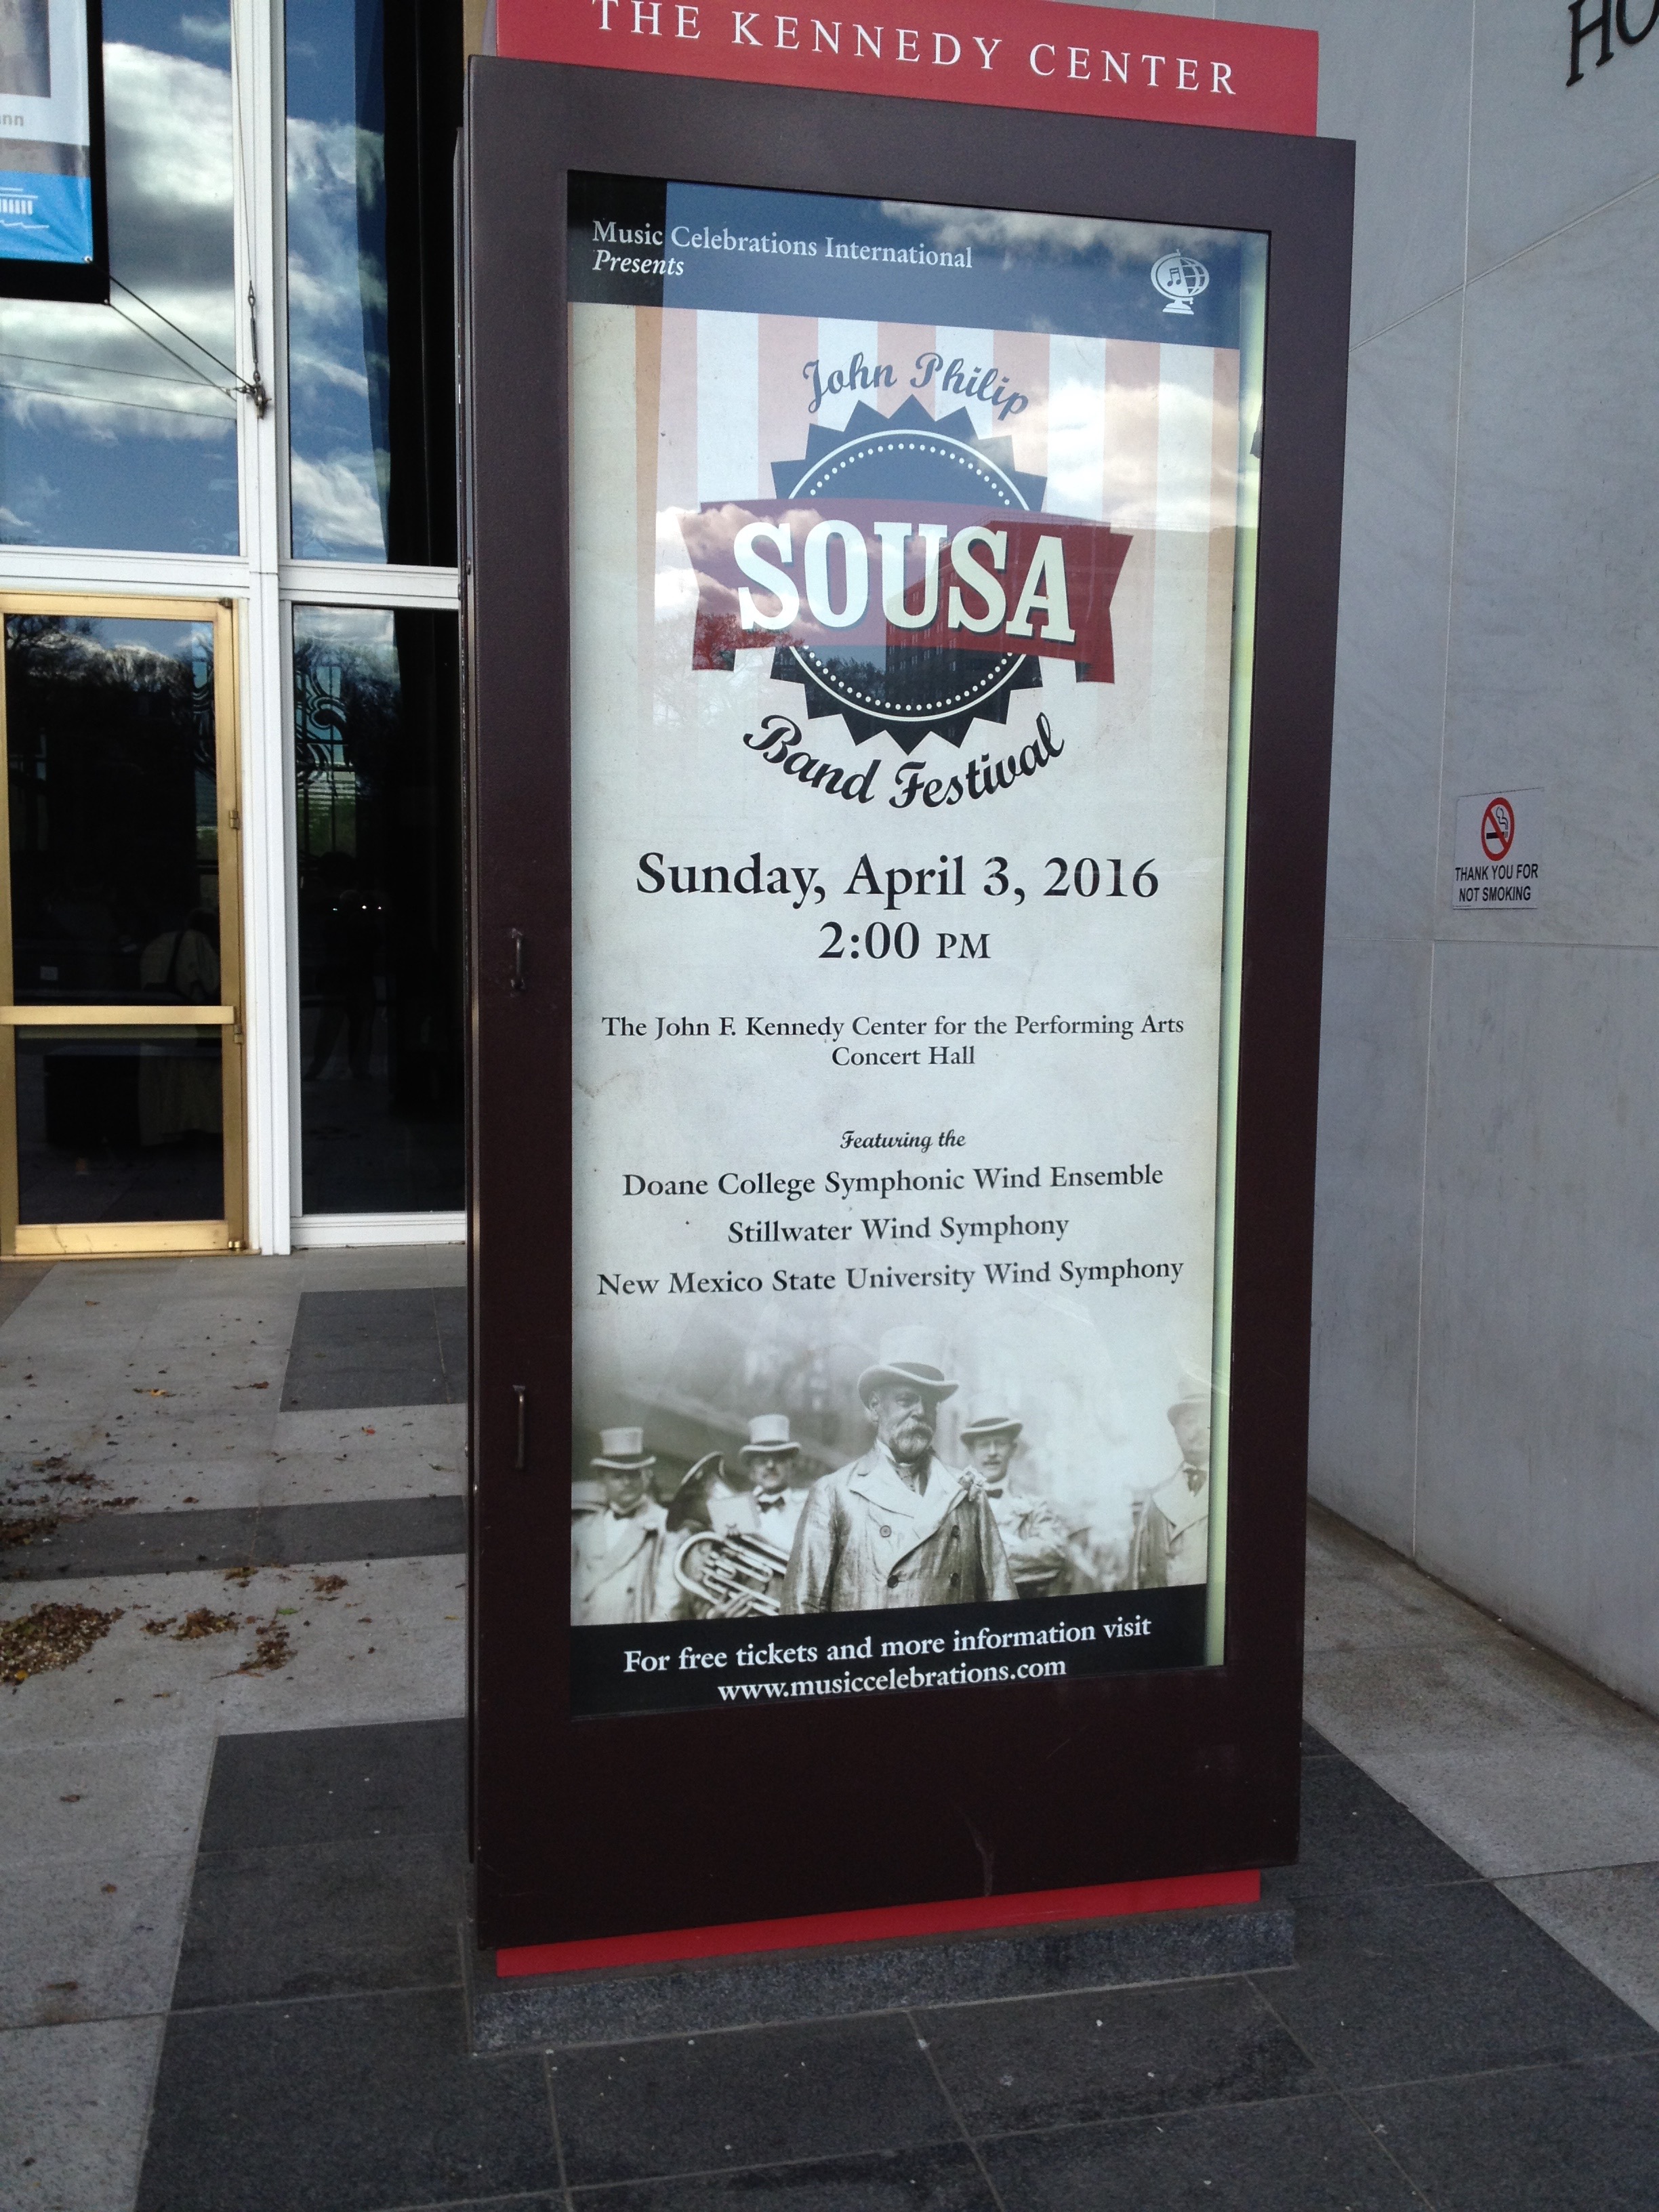 THE KENNEDY CENTER
HO
nn
Music Celebrations International
Presents
John Philip
SOUSA
Band Festival
Sunday, April 3, 2016
2:00 PM
The John F. Kennedy Center for the Performing Arts
Concert Hall
Featuring the
Doane College Symphonic Wind Ensemble
Stillwater Wind Symphony
New Mexico State University Wind Symphony
For free tickets and more information visit
www.musiccelebrations.com
THANK YOU FOR
NOT SMOKING